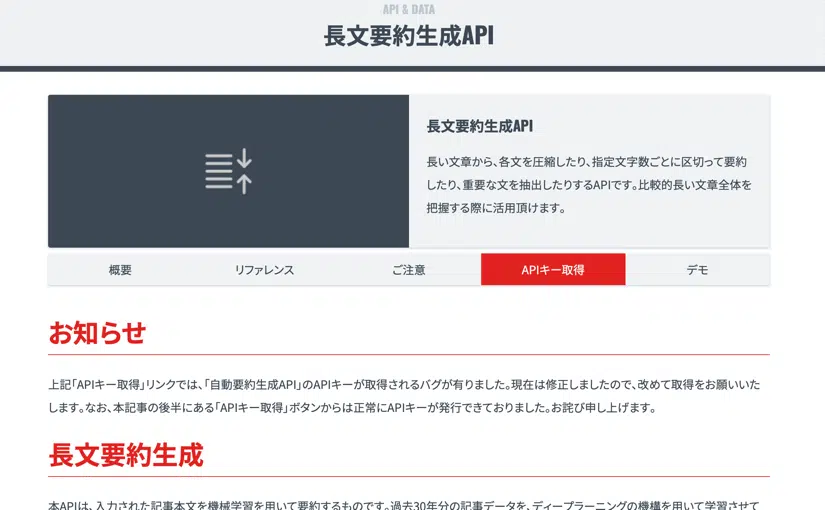 API & DATA
長文要約生成API
長文要約生成API
長い文章から、各文を圧縮したり、指定文字数ごとに区切って要約
したり、重要な文を抽出したりするAPIです。比較的長い文章全体を
把握する際に活用頂けます。
概要 リファレンス ご注意 APIキー取得 デモ
お知らせ
上記「APIキー取得」リンクでは、「自動要約生成API」のAPIキーが取得されるバグが有りました。現在は修正しましたので、改めて取得をお願いいた
します。なお、本記事の後半にある「APIキー取得」ボタンからは正常にAPIキーが発行できておりました。お詫び申し上げます。
長文要約生成
本APIは、入力された記事本文を機械学習を用いて要約するものです。過去30年分の記事データを、ディープラーニングの機構を用いて学習させて